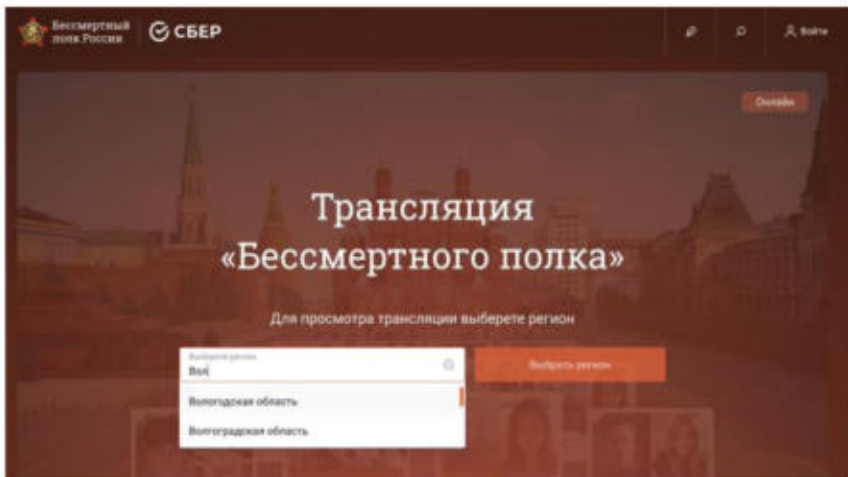 Бессмертный
полк России
СБЕР
Войти
Онлайн
Трансляция
«Бессмертного полка»
Для просмотра трансляции выберете регион
Выберите регион
Вол
Выбрать регион
Вологодская область
Волгоградская область